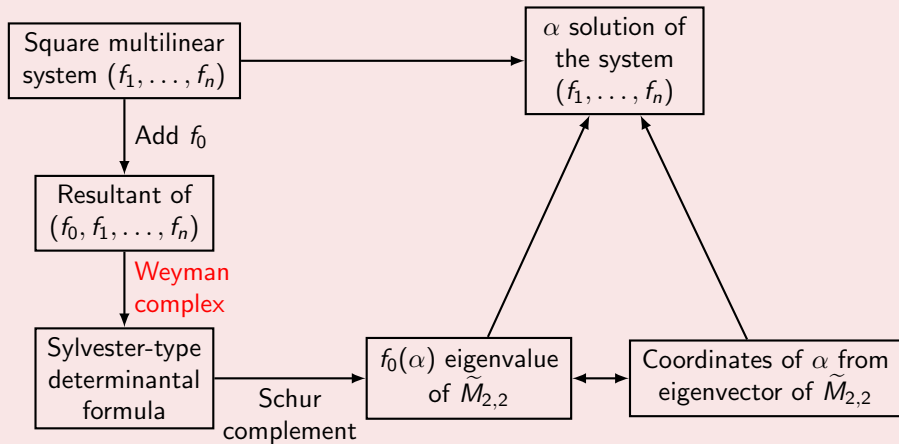 Square multilinear
system (f₁, . . . , fₙ)
α solution of
the system
(f₁, . . . , fₙ)
Add f₀
Resultant of
(f₀, f₁, . . . , fₙ)
Weyman
complex
Sylvester-type
determinantal
formula
Schur
complement
f₀(α) eigenvalue
of M̃₂,₂
Coordinates of α from
eigenvector of M̃₂,₂